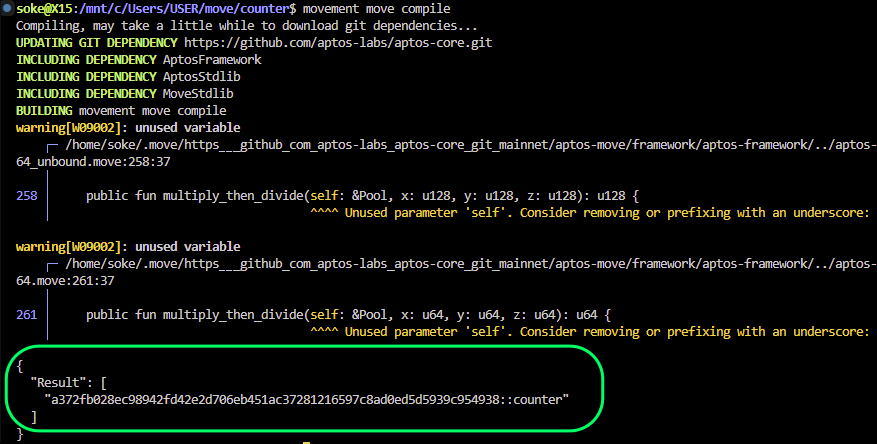 soke@X15:/mnt/c/Users/USER/move/counter$ movement move compile
Compiling, may take a little while to download git dependencies...
UPDATING GIT DEPENDENCY https://github.com/aptos-labs/aptos-core.git
INCLUDING DEPENDENCY AptosFramework
INCLUDING DEPENDENCY AptosStdlib
INCLUDING DEPENDENCY MoveStdlib
BUILDING movement move compile
warning[W09002]: unused variable
┌─ /home/soke/.move/https___github_com_aptos-labs_aptos-core_git_mainnet/aptos-move/framework/aptos-framework/../aptos-
64_unbound.move:258:37
258 │ public fun multiply_then_divide(self: &Pool, x: u128, y: u128, z: u128): u128 {
^^^^ Unused parameter 'self'. Consider removing or prefixing with an underscore:
warning[W09002]: unused variable
┌─ /home/soke/.move/https___github_com_aptos-labs_aptos-core_git_mainnet/aptos-move/framework/aptos-framework/../aptos-
64.move:261:37
261 │ public fun multiply_then_divide(self: &Pool, x: u64, y: u64, z: u64): u64 {
^^^^ Unused parameter 'self'. Consider removing or prefixing with an underscore:
{
"Result": [
"a372fb028ec98942fd42e2d706eb451ac37281216597c8ad0ed5d5939c954938::counter"
]
}